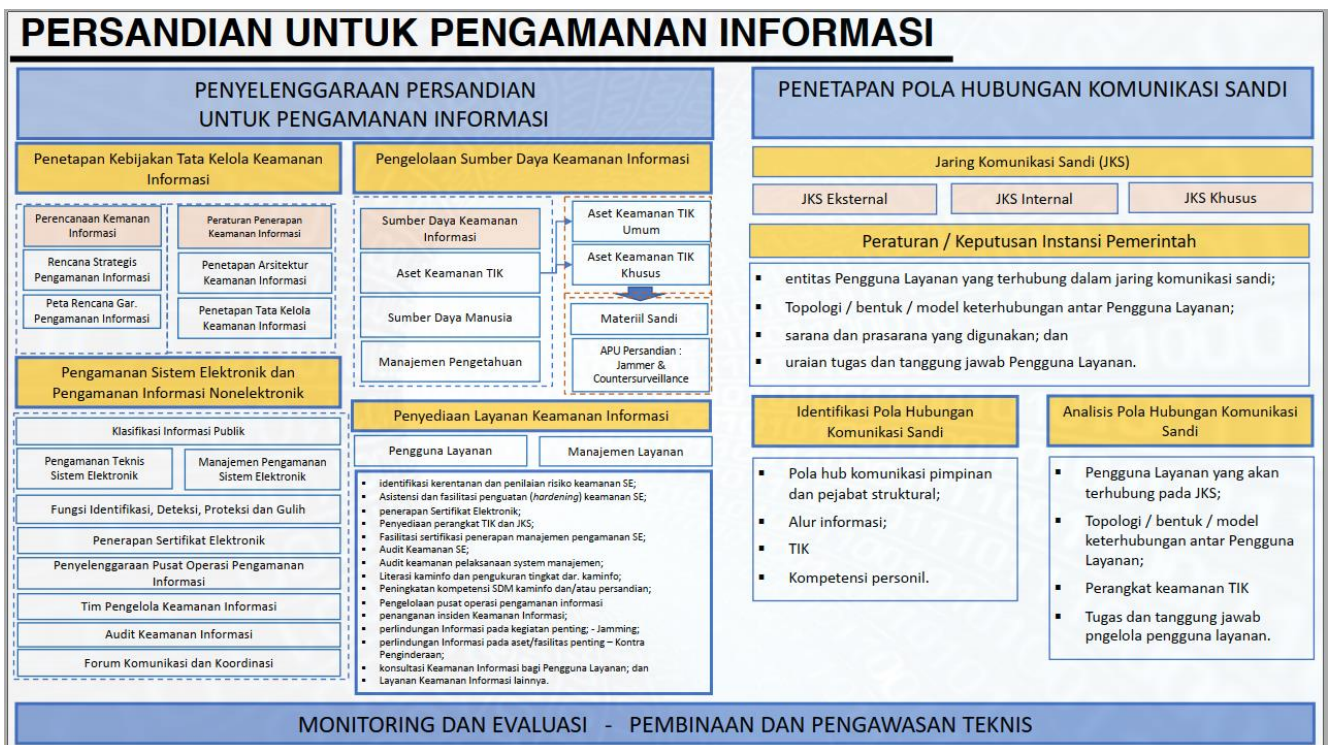 PERSANDIAN UNTUK PENGAMANAN INFORMASI
PENYELENGGARAAN PERSANDIAN
UNTUK PENGAMANAN INFORMASI
Penetapan Kebijakan Tata Kelola Keamanan
Informasi
Perencanaan Kemanan
Informasi
Rencana Strategis
Pengamanan Informasi
Peta Rencana Gar.
Pengamanan Informasi
Peraturan Penerapan
Keamanan Informasi
Penetapan Arsitektur
Keamanan Informasi
Penetapan Tata Kelola
Keamanan Informasi
Pengamanan Sistem Elektronik dan
Pengamanan Informasi Nonelektronik
Klasifikasi Informasi Publik
Pengamanan Teknis
Sistem Elektronik
Manajemen Pengamanan
Sistem Elektronik
Fungsi Identifikasi, Deteksi, Proteksi dan Gulih
Penerapan Sertifikat Elektronik
Penyelenggaraan Pusat Operasi Pengamanan
Informasi
Tim Pengelola Keamanan Informasi
Audit Keamanan Informasi
Forum Komunikasi dan Koordinasi
Pengelolaan Sumber Daya Keamanan Informasi
Sumber Daya Keamanan
Informasi
Aset Keamanan TIK
Sumber Daya Manusia
Manajemen Pengetahuan
Aset Keamanan TIK
Umum
Aset Keamanan TIK
Khusus
Materiil Sandi
APU Persandian :
Jammer &
Countersurveillance
Penyediaan Layanan Keamanan Informasi
Pengguna Layanan
Manajemen Layanan
▪ identifikasi kerentanan dan penilaian risiko keamanan SE;
▪ Asistensi dan fasilitasi penguatan (hardening) keamanan SE;
▪ penerapan Sertifikat Elektronik;
▪ Penyediaan perangkat TIK dan JKS;
▪ Fasilitasi sertifikasi penerapan manajemen pengamanan SE;
▪ Audit Keamanan SE;
▪ Audit keamanan pelaksanaan system manajemen;
▪ Literasi kaminfo dan pengukuran tingkat dar. kaminfo;
▪ Peningkatan kompetensi SDM kaminfo dan/atau persandian;
▪ Pengelolaan pusat operasi pengamanan informasi
▪ penanganan insiden Keamanan Informasi;
▪ perlindungan Informasi pada kegiatan penting; - Jamming;
▪ perlindungan Informasi pada aset/fasilitas penting – Kontra
Penginderaan;
▪ konsultasi Keamanan Informasi bagi Pengguna Layanan; dan
▪ Layanan Keamanan Informasi lainnya.
PENETAPAN POLA HUBUNGAN KOMUNIKASI SANDI
Jaring Komunikasi Sandi (JKS)
JKS Eksternal
JKS Internal
JKS Khusus
Peraturan / Keputusan Instansi Pemerintah
▪ entitas Pengguna Layanan yang terhubung dalam jaring komunikasi sandi;
▪ Topologi / bentuk / model keterhubungan antar Pengguna Layanan;
▪ sarana dan prasarana yang digunakan; dan
▪ uraian tugas dan tanggung jawab Pengguna Layanan.
Identifikasi Pola Hubungan
Komunikasi Sandi
▪ Pola hub komunikasi pimpinan
dan pejabat struktural;
▪ Alur informasi;
▪ TIK
▪ Kompetensi personil.
Analisis Pola Hubungan Komunikasi
Sandi
▪ Pengguna Layanan yang akan
terhubung pada JKS;
▪ Topologi / bentuk / model
keterhubungan antar Pengguna
Layanan;
▪ Perangkat keamanan TIK
▪ Tugas dan tanggung jawab
pngelola pengguna layanan.
MONITORING DAN EVALUASI - PEMBINAAN DAN PENGAWASAN TEKNIS